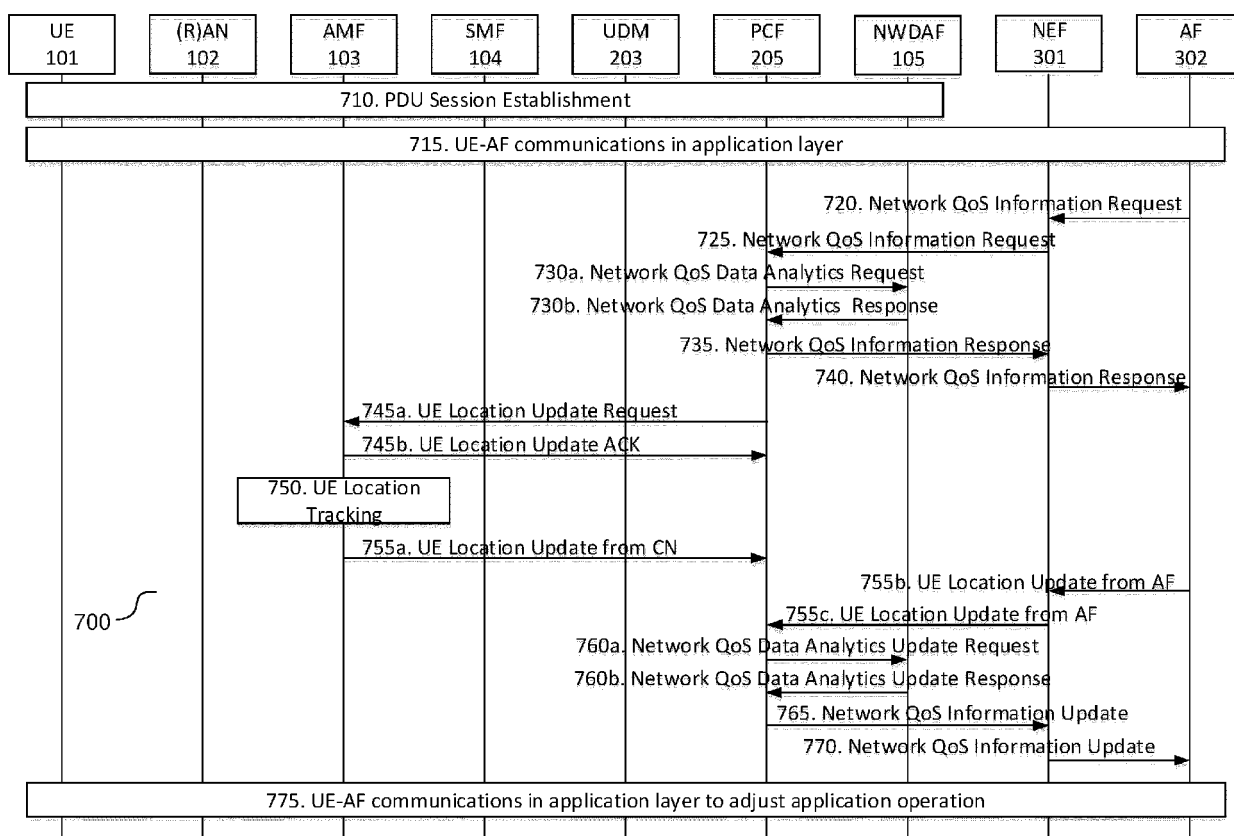 UE
101
(R)AN
102
AMF
103
SMF
104
UDM
203
PCF
205
NWDAF
105
NEF
301
AF
302
710. PDU Session Establishment
715. UE-AF communications in application layer
720. Network QoS Information Request
725. Network QoS Information Request
730a. Network QoS Data Analytics Request
730b. Network QoS Data Analytics Response
735. Network QoS Information Response
740. Network QoS Information Response
745a. UE Location Update Request
745b. UE Location Update ACK
750. UE Location
Tracking
755a. UE Location Update from CN
755b. UE Location Update from AF
700
755c. UE Location Update from AF
760a. Network QoS Data Analytics Update Request
760b. Network QoS Data Analytics Update Response
765. Network QoS Information Update
770. Network QoS Information Update
775. UE-AF communications in application layer to adjust application operation